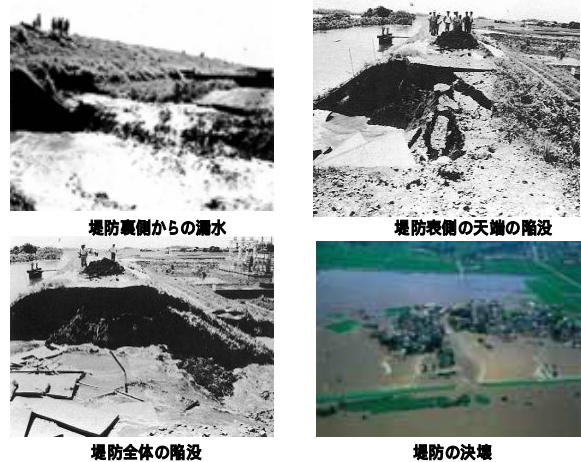 堤防裏側からの漏水
堤防表側の天端の陥没
堤防全体の陥没
堤防の決壊